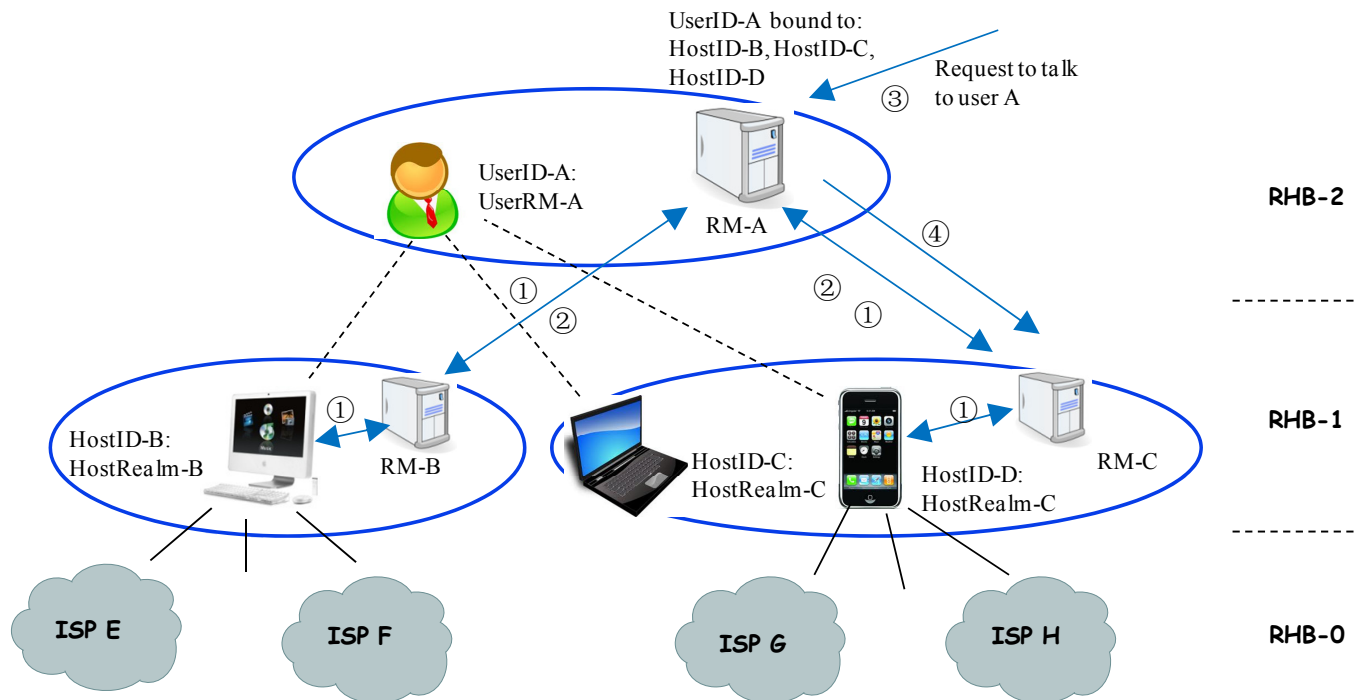 UserID-A bound to:
HostID-B, HostID-C,
HostID-D
Request to talk
to user A
③
UserID-A:
UserRM-A
RM-A
RHB-2
④
①
②
②
①
①
HostID-B:
HostRealm-B
RM-B
HostID-C:
HostRealm-C
①
HostID-D:
HostRealm-C
RM-C
RHB-1
ISP E
ISP F
ISP G
ISP H
RHB-0